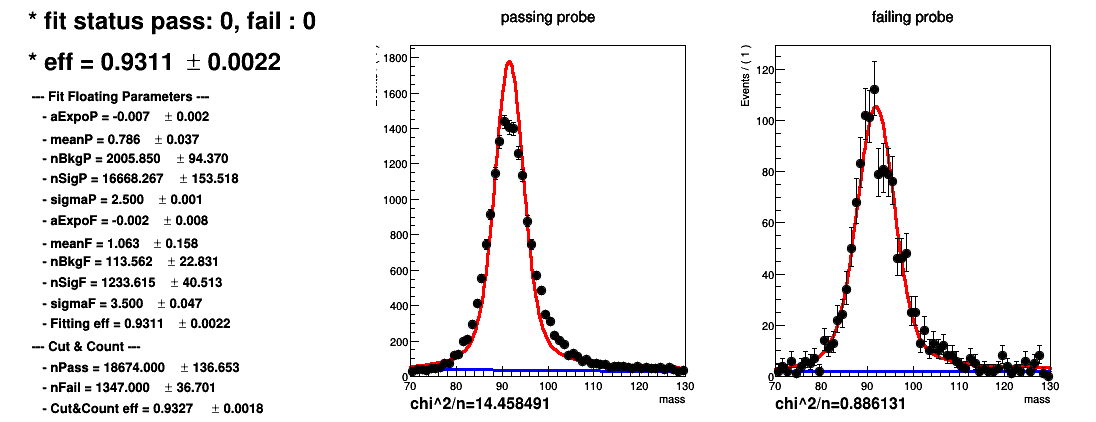 * fit status pass: 0, fail : 0
* eff = 0.9311 ± 0.0022
--- Fit Floating Parameters ---
- aExpoP = -0.007 ± 0.002
- meanP = 0.786 ± 0.037
- nBkgP = 2005.850 ± 94.370
- nSigP = 16668.267 ± 153.518
- sigmaP = 2.500 ± 0.001
- aExpoF = -0.002 ± 0.008
- meanF = 1.063 ± 0.158
- nBkgF = 113.562 ± 22.831
- nSigF = 1233.615 ± 40.513
- sigmaF = 3.500 ± 0.047
- Fitting eff = 0.9311 ± 0.0022
--- Cut & Count ---
- nPass = 18674.000 ± 136.653
- nFail = 1347.000 ± 36.701
- Cut&Count eff = 0.9327 ± 0.0018
passing probe
1800
1600
1400
1200
1000
800
600
400
200
0
70 80 90 100 110 120 130
mass
chi^2/n=14.458491
failing probe
Events / ( 1 )
120
100
80
60
40
20
0
70 80 90 100 110 120 130
mass
chi^2/n=0.886131